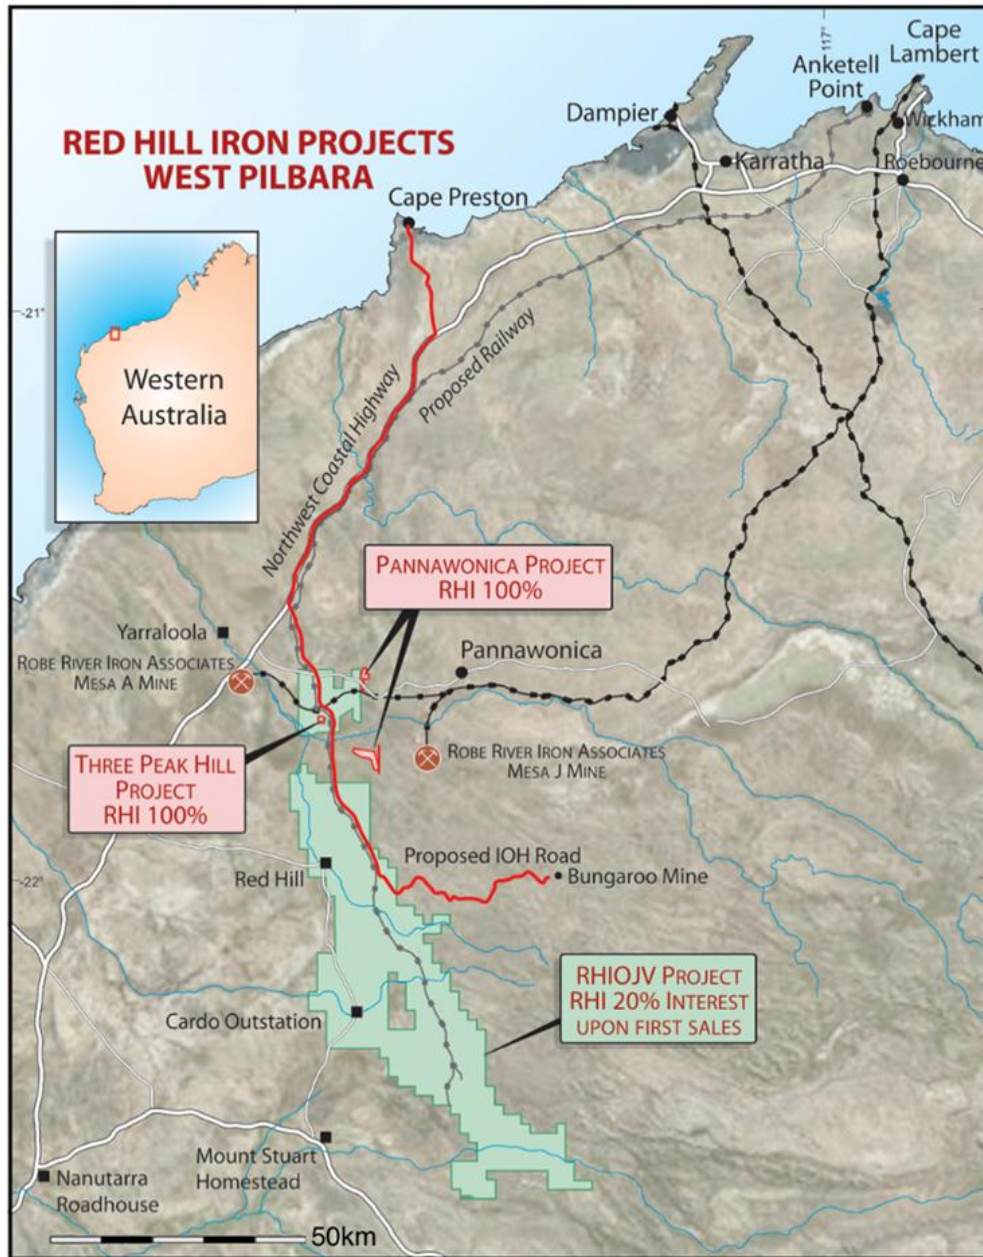 Cape
Lambert
117°
Anketell
Point
Dampier
Wickham
RED HILL IRON PROJECTS
WEST PILBARA
Karratha
Roebourne
Cape Preston
-21°
Western
Australia
Northwest Coastal Highway
Proposed Railway
PANNAWONICA PROJECT
RHI 100%
Yarraloola
Pannawonica
ROBE RIVER IRON ASSOCIATES
MESA A MINE
ROBE RIVER IRON ASSOCIATES
MESA J MINE
THREE PEAK HILL
PROJECT
RHI 100%
Proposed IOH Road
Bungaroo Mine
Red Hill
-22°
RHIOJV PROJECT
RHI 20% INTEREST
UPON FIRST SALES
Cardo Outstation
Mount Stuart
Homestead
Nanutarra
Roadhouse
50km